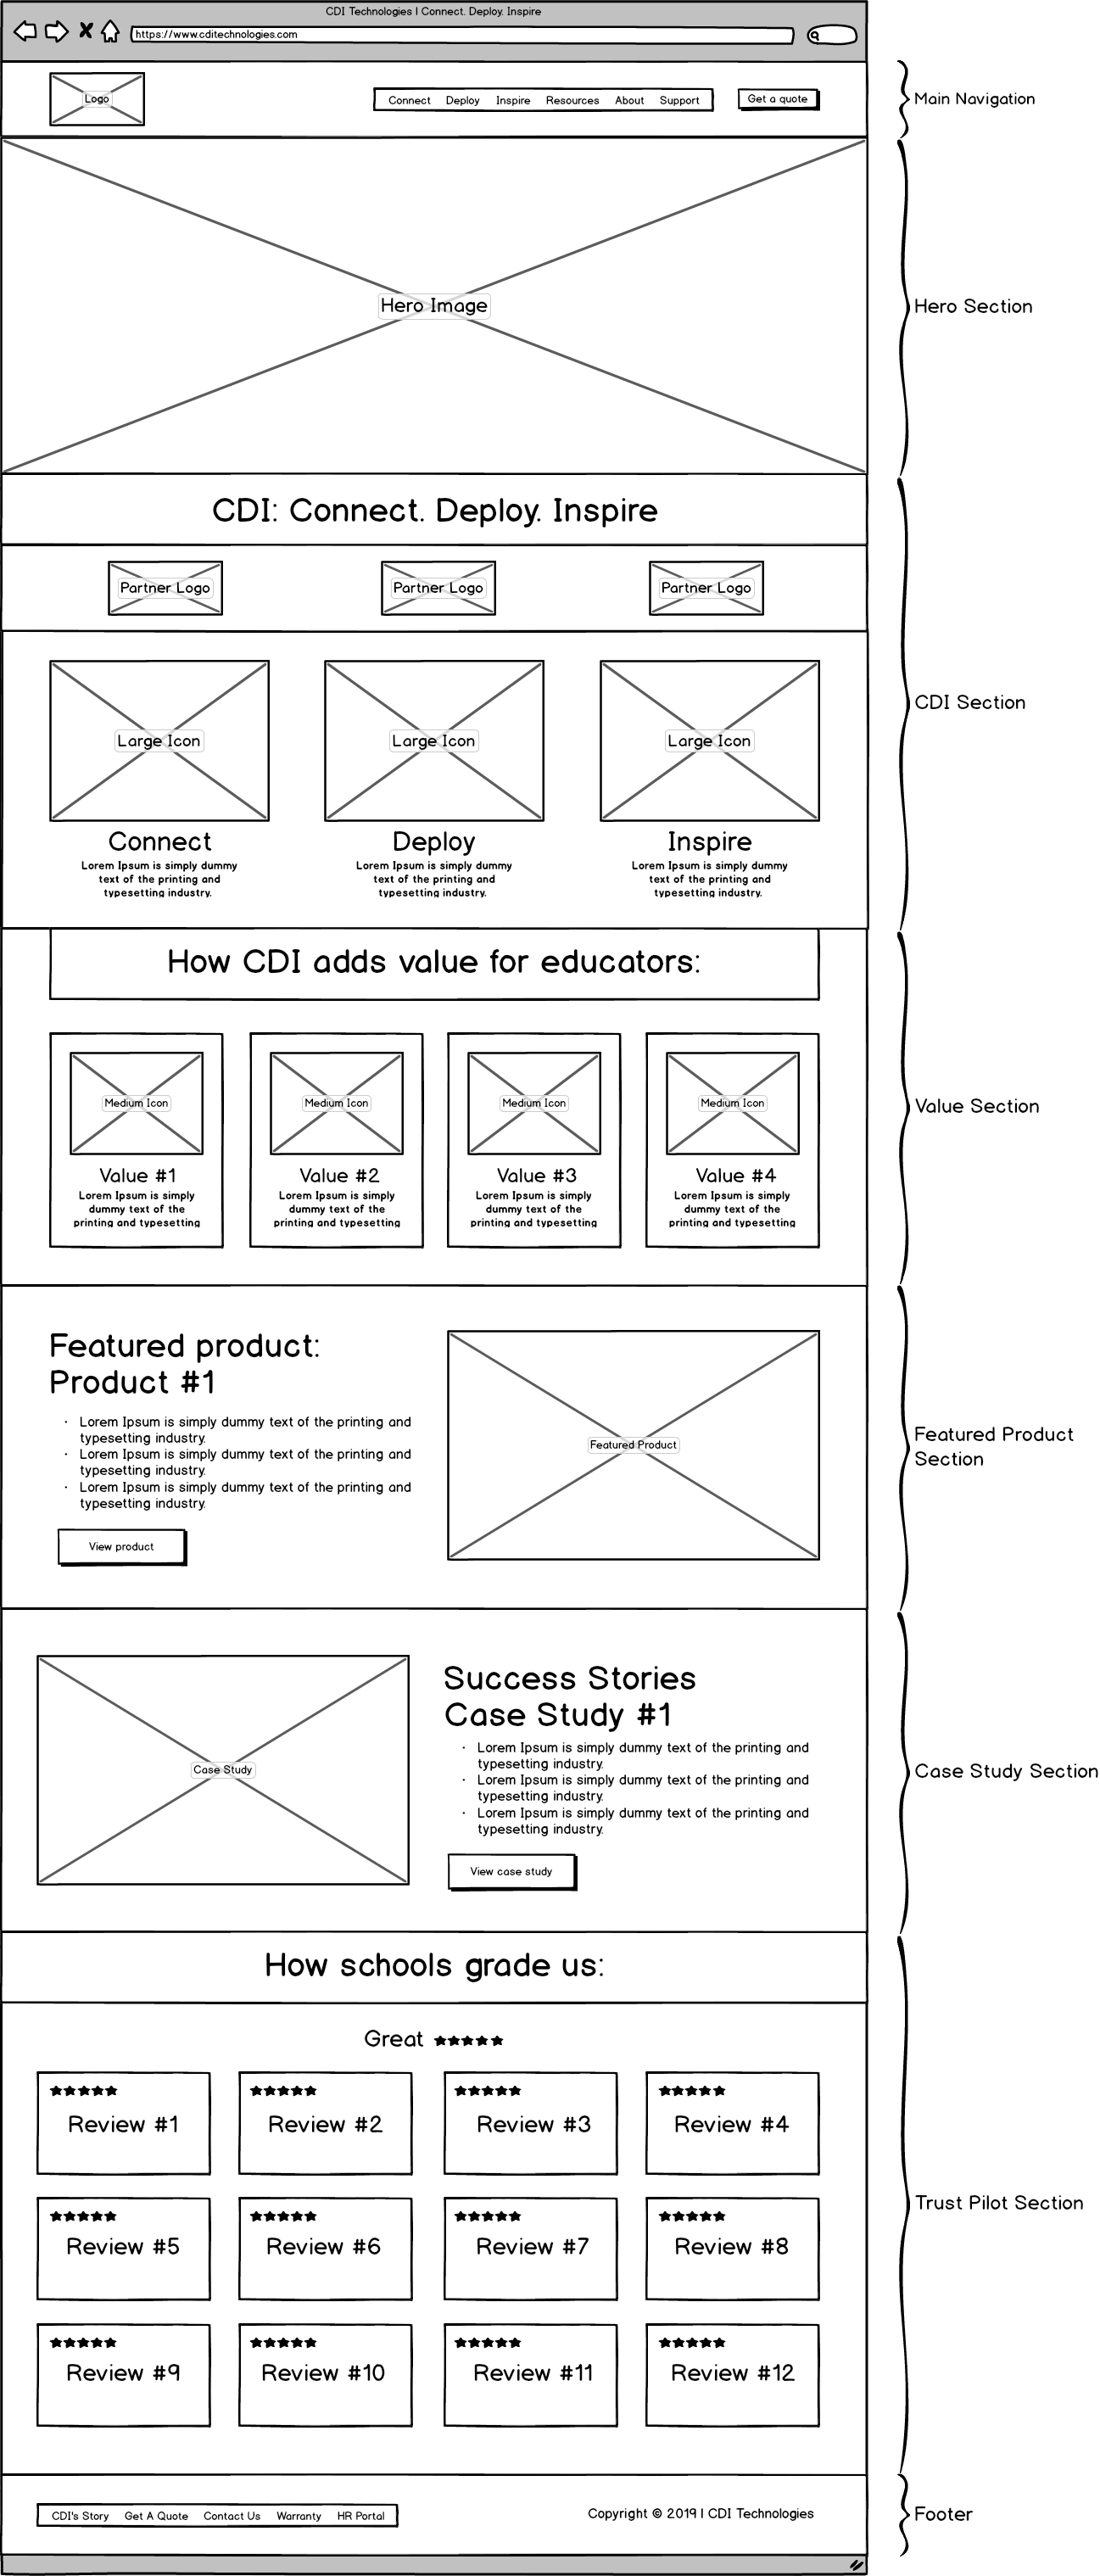 CDI Technologies | Connect. Deploy. Inspire
https://www.cditechnologies.com
Logo
Connect Deploy Inspire Resources About Support
Get a quote
Main Navigation
Hero Image
Hero Section
CDI: Connect. Deploy. Inspire
Partner Logo Partner Logo Partner Logo
CDI Section
Large Icon Large Icon Large Icon
Connect
Lorem Ipsum is simply dummy
text of the printing and
typesetting industry.
Deploy
Lorem Ipsum is simply dummy
text of the printing and
typesetting industry.
Inspire
Lorem Ipsum is simply dummy
text of the printing and
typesetting industry.
How CDI adds value for educators:
Value Section
Medium Icon
Value #1
Lorem Ipsum is simply
dummy text of the
printing and typesetting
Medium Icon
Value #2
Lorem Ipsum is simply
dummy text of the
printing and typesetting
Medium Icon
Value #3
Lorem Ipsum is simply
dummy text of the
printing and typesetting
Medium Icon
Value #4
Lorem Ipsum is simply
dummy text of the
printing and typesetting
Featured product:
Product #1
· Lorem Ipsum is simply dummy text of the printing and
typesetting industry.
· Lorem Ipsum is simply dummy text of the printing and
typesetting industry.
· Lorem Ipsum is simply dummy text of the printing and
typesetting industry.
View product
Featured Product
Featured Product
Section
Case Study
Success Stories
Case Study #1
· Lorem Ipsum is simply dummy text of the printing and
typesetting industry.
· Lorem Ipsum is simply dummy text of the printing and
typesetting industry.
· Lorem Ipsum is simply dummy text of the printing and
typesetting industry.
View case study
Case Study Section
How schools grade us:
Great
Review #1 Review #2 Review #3 Review #4
Review #5 Review #6 Review #7 Review #8
Trust Pilot Section
Review #9 Review #10 Review #11 Review #12
CDI's Story Get A Quote Contact Us Warranty HR Portal
Copyright © 2019 | CDI Technologies
Footer